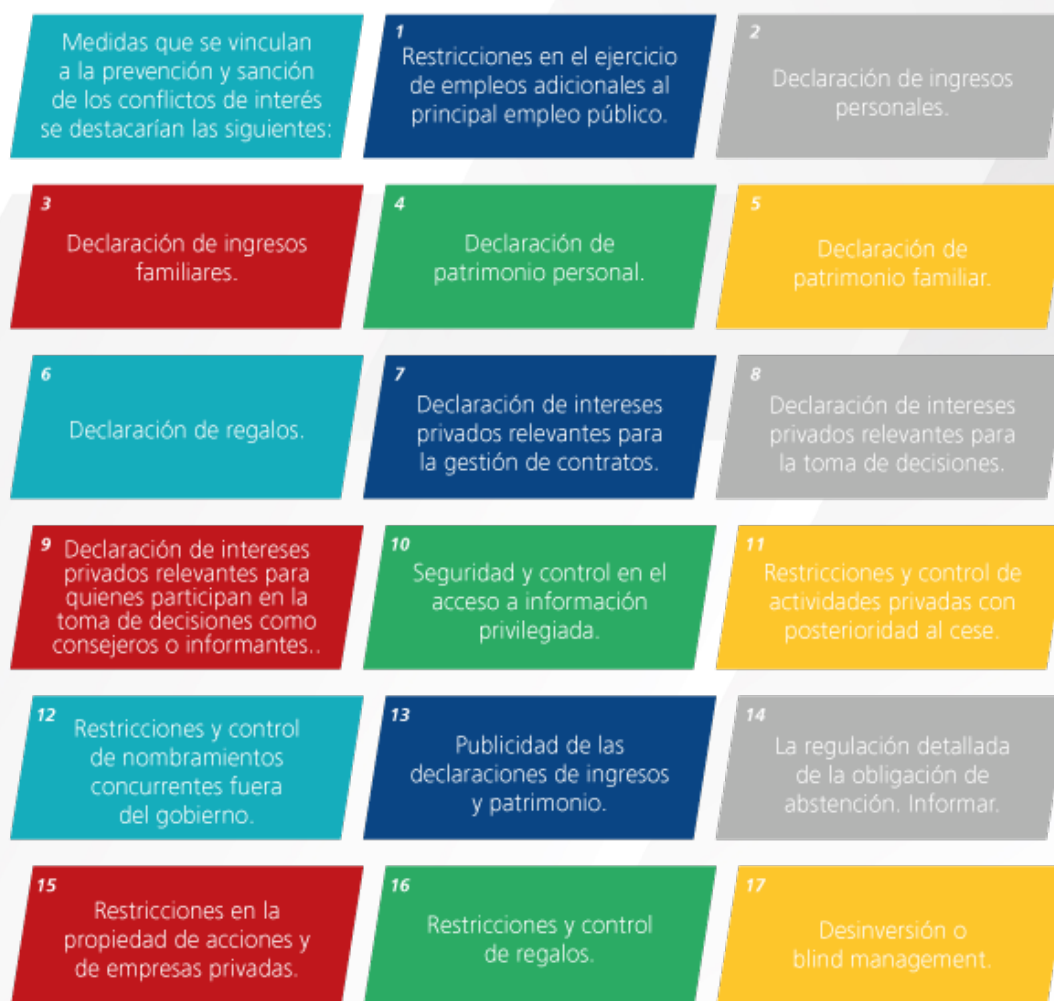 Medidas que se vinculan
a la prevención y sanción
de los conflictos de interés
se destacarían las siguientes:
1
Restricciones en el ejercicio
de empleos adicionales al
principal empleo público.
2
Declaración de ingresos
personales.
3
Declaración de ingresos
familiares.
4
Declaración de
patrimonio personal.
5
Declaración de
patrimonio familiar.
6
Declaración de regalos.
7
Declaración de intereses
privados relevantes para
la gestión de contratos.
8
Declaración de intereses
privados relevantes para
la toma de decisiones.
9
Declaración de intereses
privados relevantes para
quienes participan en la
toma de decisiones como
consejeros o informantes..
10
Seguridad y control en el
acceso a información
privilegiada.
11
Restricciones y control de
actividades privadas con
posterioridad al cese.
12
Restricciones y control
de nombramientos
concurrentes fuera
del gobierno.
13
Publicidad de las
declaraciones de ingresos
y patrimonio.
14
La regulación detallada
de la obligación de
abstención. Informar.
15
Restricciones en la
propiedad de acciones y
de empresas privadas.
16
Restricciones y control
de regalos.
17
Desinversión o
blind management.